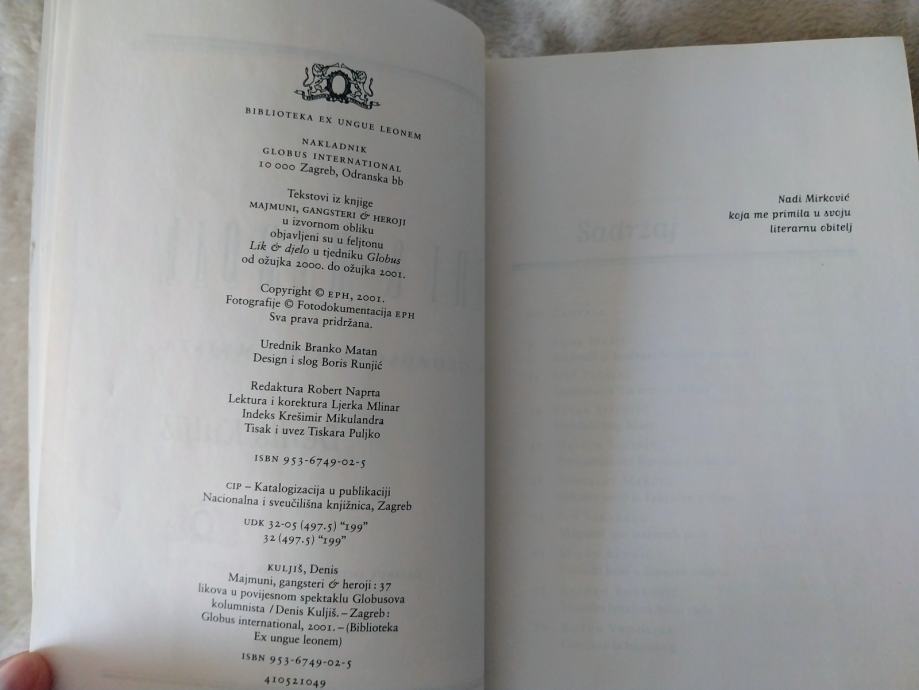 BIBLIOTEKA EX UNGUE LEONEM
NAKLADNIK
GLOBUS INTERNATIONAL
10 000 Zagreb, Odranska bb
Tekstovi iz knjige
MAJMUNI, GANGSTERI & HEROJI
u izvornom obliku
objavljeni su u feljtonu
Lik & djelo u tjedniku Globus
od ožujka 2000. do ožujka 2001.
Copyright © EPH, 2001.
Fotografije © Fotodokumentacija EPH
Sva prava pridržana.
Urednik Branko Matan
Design i slog Boris Runjić
Redaktura Robert Naprta
Lektura i korektura Ljerka Mlinar
Indeks Krešimir Mikulandra
Tisak i uvez Tiskara Puljko
ISBN 953-6749-02-5
CIP – Katalogizacija u publikaciji
Nacionalna i sveučilišna knjižnica, Zagreb
UDK 32-05 (497.5) "199"
32 (497.5) "199"
KULJIŠ, Denis
Majmuni, gangsteri & heroji : 37
likova u povijesnom spektaklu Globusova
kolumnista / Denis Kuljiš. – Zagreb :
Globus international, 2001. – (Biblioteka
Ex ungue leonem)
ISBN 953-6749-02-5
410521049
Nadi Mirković
koja me primila u svoju
literarnu obitelj
Sadržaj